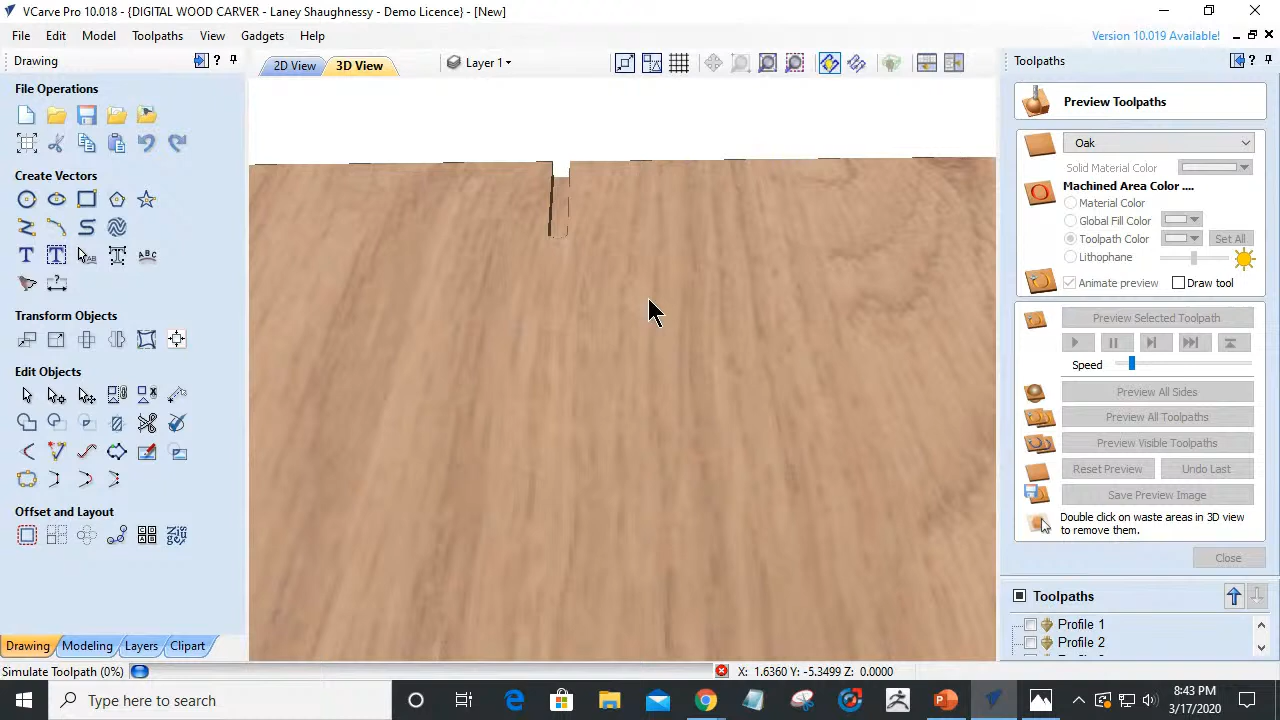 VCarve Pro 10.018 - {DIGITAL WOOD CARVER - Laney Shaughnessy - Demo Licence} - [New]
File Edit Model Toolpaths View Gadgets Help
Version 10.019 Available!
Drawing
2D View 3D View
Layer 1
Toolpaths
File Operations
Create Vectors
Transform Objects
Edit Objects
Offset and Layout
Drawing Modeling Layers Clipart
Preview Toolpaths
Oak
Solid Material Color
Machined Area Color ....
Material Color
Global Fill Color
Toolpath Color Set All
Lithophane
Animate preview Draw tool
Preview Selected Toolpath
Speed
Preview All Sides
Preview All Toolpaths
Preview Visible Toolpaths
Reset Preview Undo Last
Save Preview Image
Double click on waste areas in 3D view
to remove them.
Close
Toolpaths
Profile 1
Profile 2
Simulate Toolpath (0%)
X: 1.6360 Y: -5.3499 Z: 0.0000
Type here to search
8:43 PM
3/17/2020